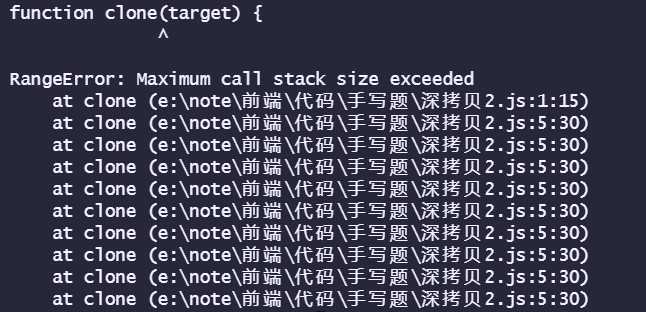 function clone(target) {
^
RangeError: Maximum call stack size exceeded
at clone (e:\note\前端\代码\手写题\深拷贝2.js:1:15)
at clone (e:\note\前端\代码\手写题\深拷贝2.js:5:30)
at clone (e:\note\前端\代码\手写题\深拷贝2.js:5:30)
at clone (e:\note\前端\代码\手写题\深拷贝2.js:5:30)
at clone (e:\note\前端\代码\手写题\深拷贝2.js:5:30)
at clone (e:\note\前端\代码\手写题\深拷贝2.js:5:30)
at clone (e:\note\前端\代码\手写题\深拷贝2.js:5:30)
at clone (e:\note\前端\代码\手写题\深拷贝2.js:5:30)
at clone (e:\note\前端\代码\手写题\深拷贝2.js:5:30)
at clone (e:\note\前端\代码\手写题\深拷贝2.js:5:30)